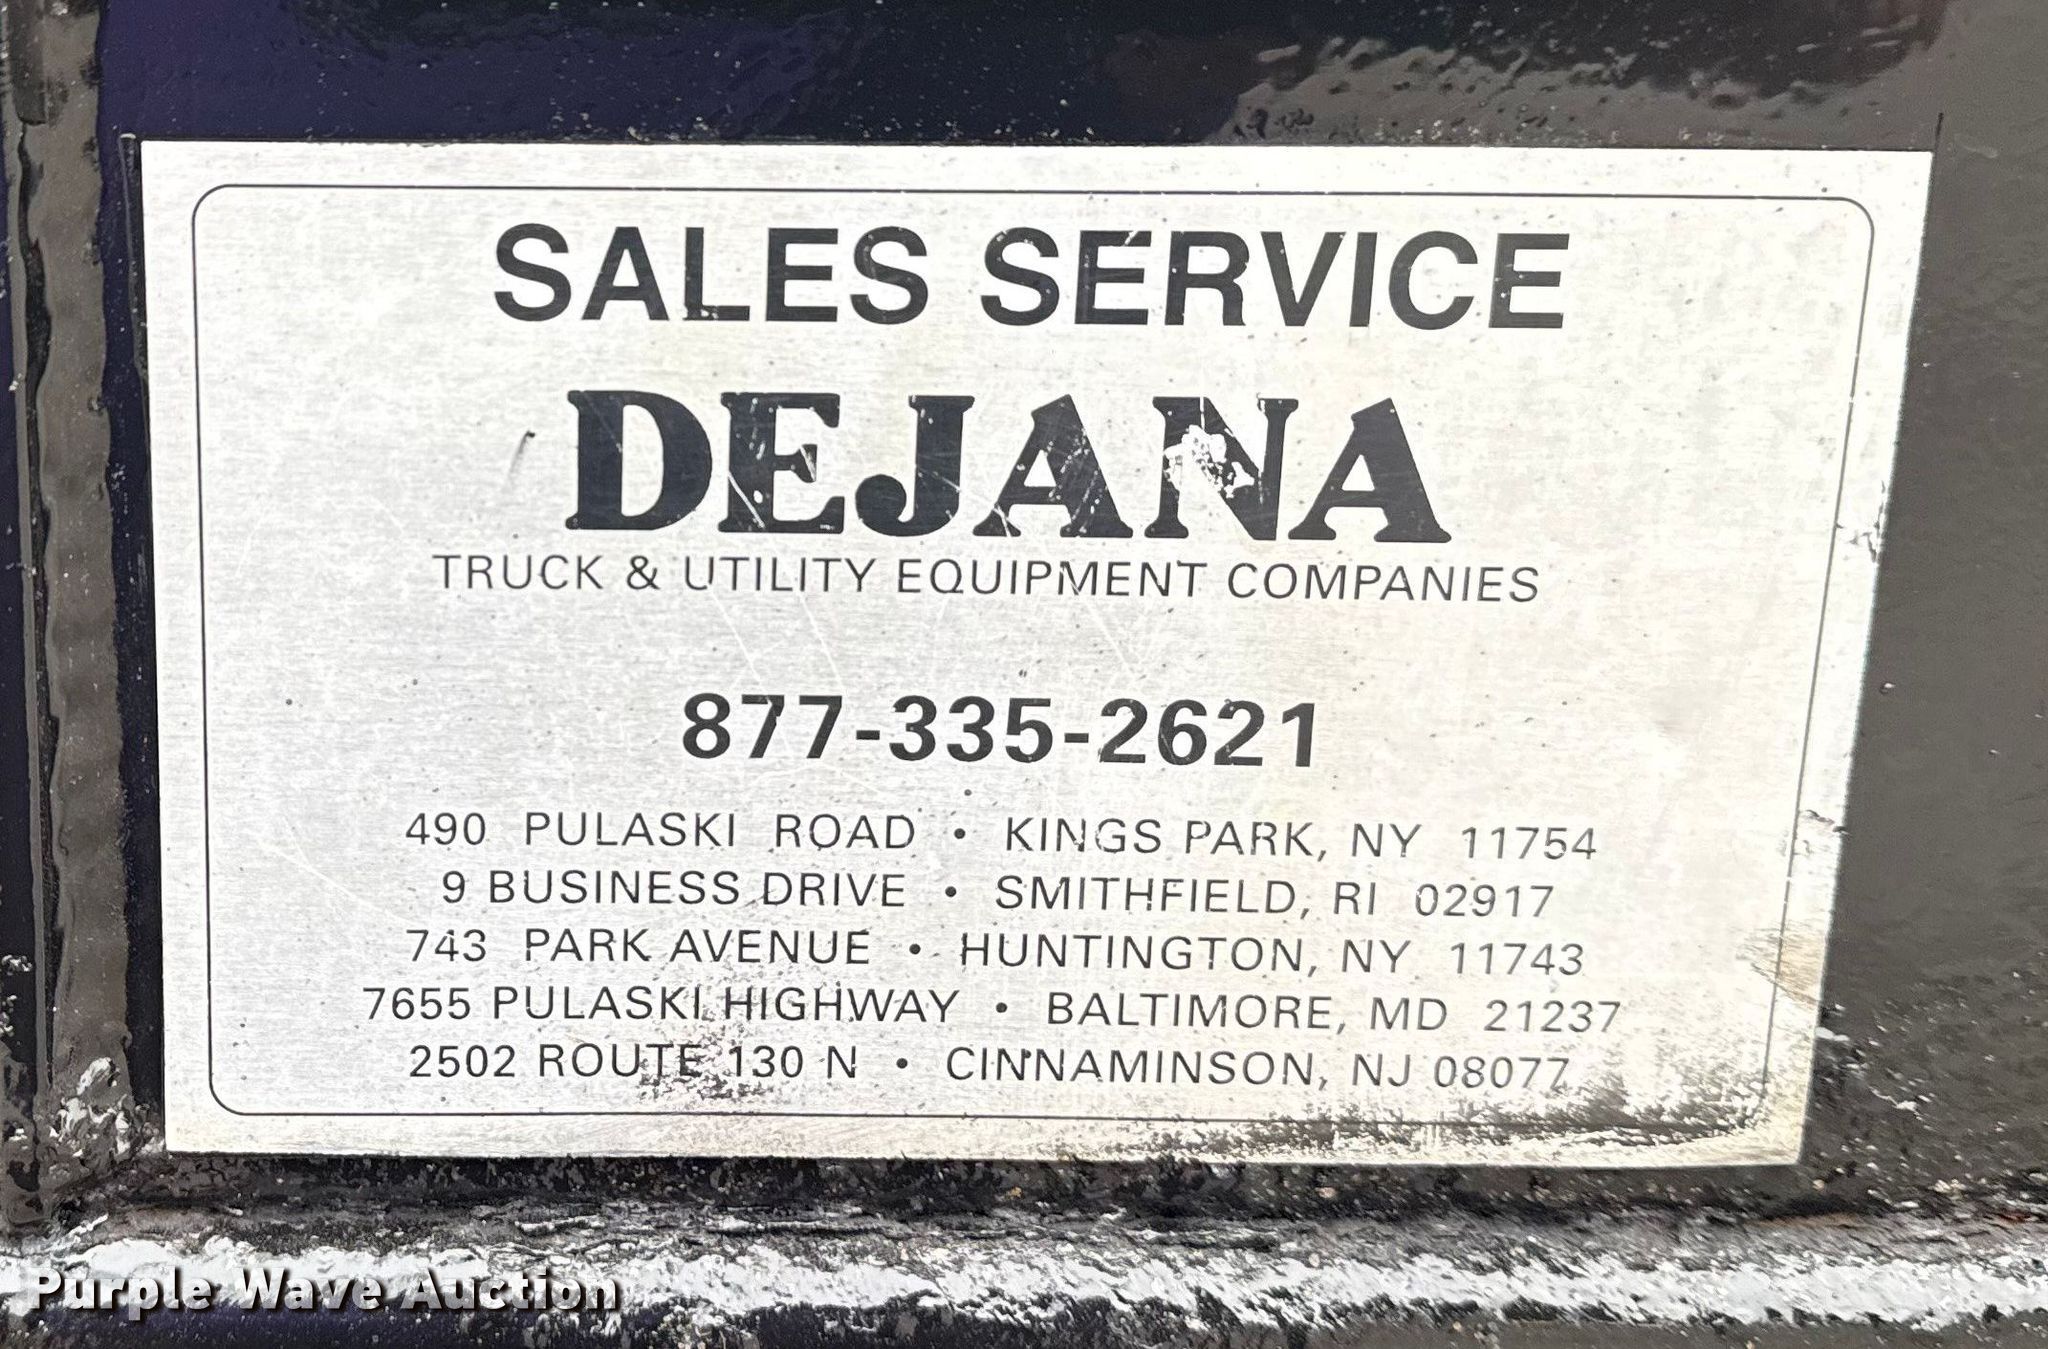 SALES SERVICE
DEJANA
TRUCK & UTILITY EQUIPMENT COMPANIES
877-335-2621
490 PULASKI ROAD • KINGS PARK, NY 11754
9 BUSINESS DRIVE • SMITHFIELD, RI 02917
743 PARK AVENUE • HUNTINGTON, NY 11743
7655 PULASKI HIGHWAY • BALTIMORE, MD 21237
2502 ROUTE 130 N • CINNAMINSON, NJ 08077
Purple Wave Auction